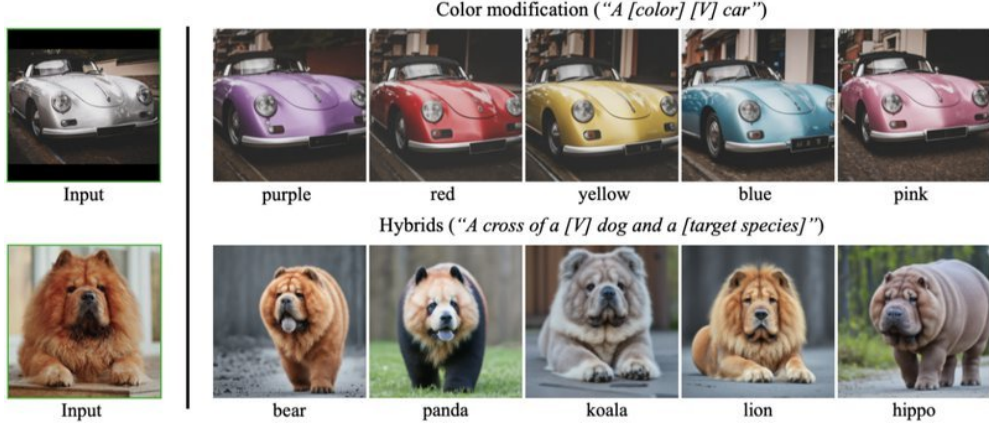 Color modification (“A [color] [V] car”)
Input
purple
red
yellow
blue
pink
Hybrids (“A cross of a [V] dog and a [target species]”)
Input
bear
panda
koala
lion
hippo